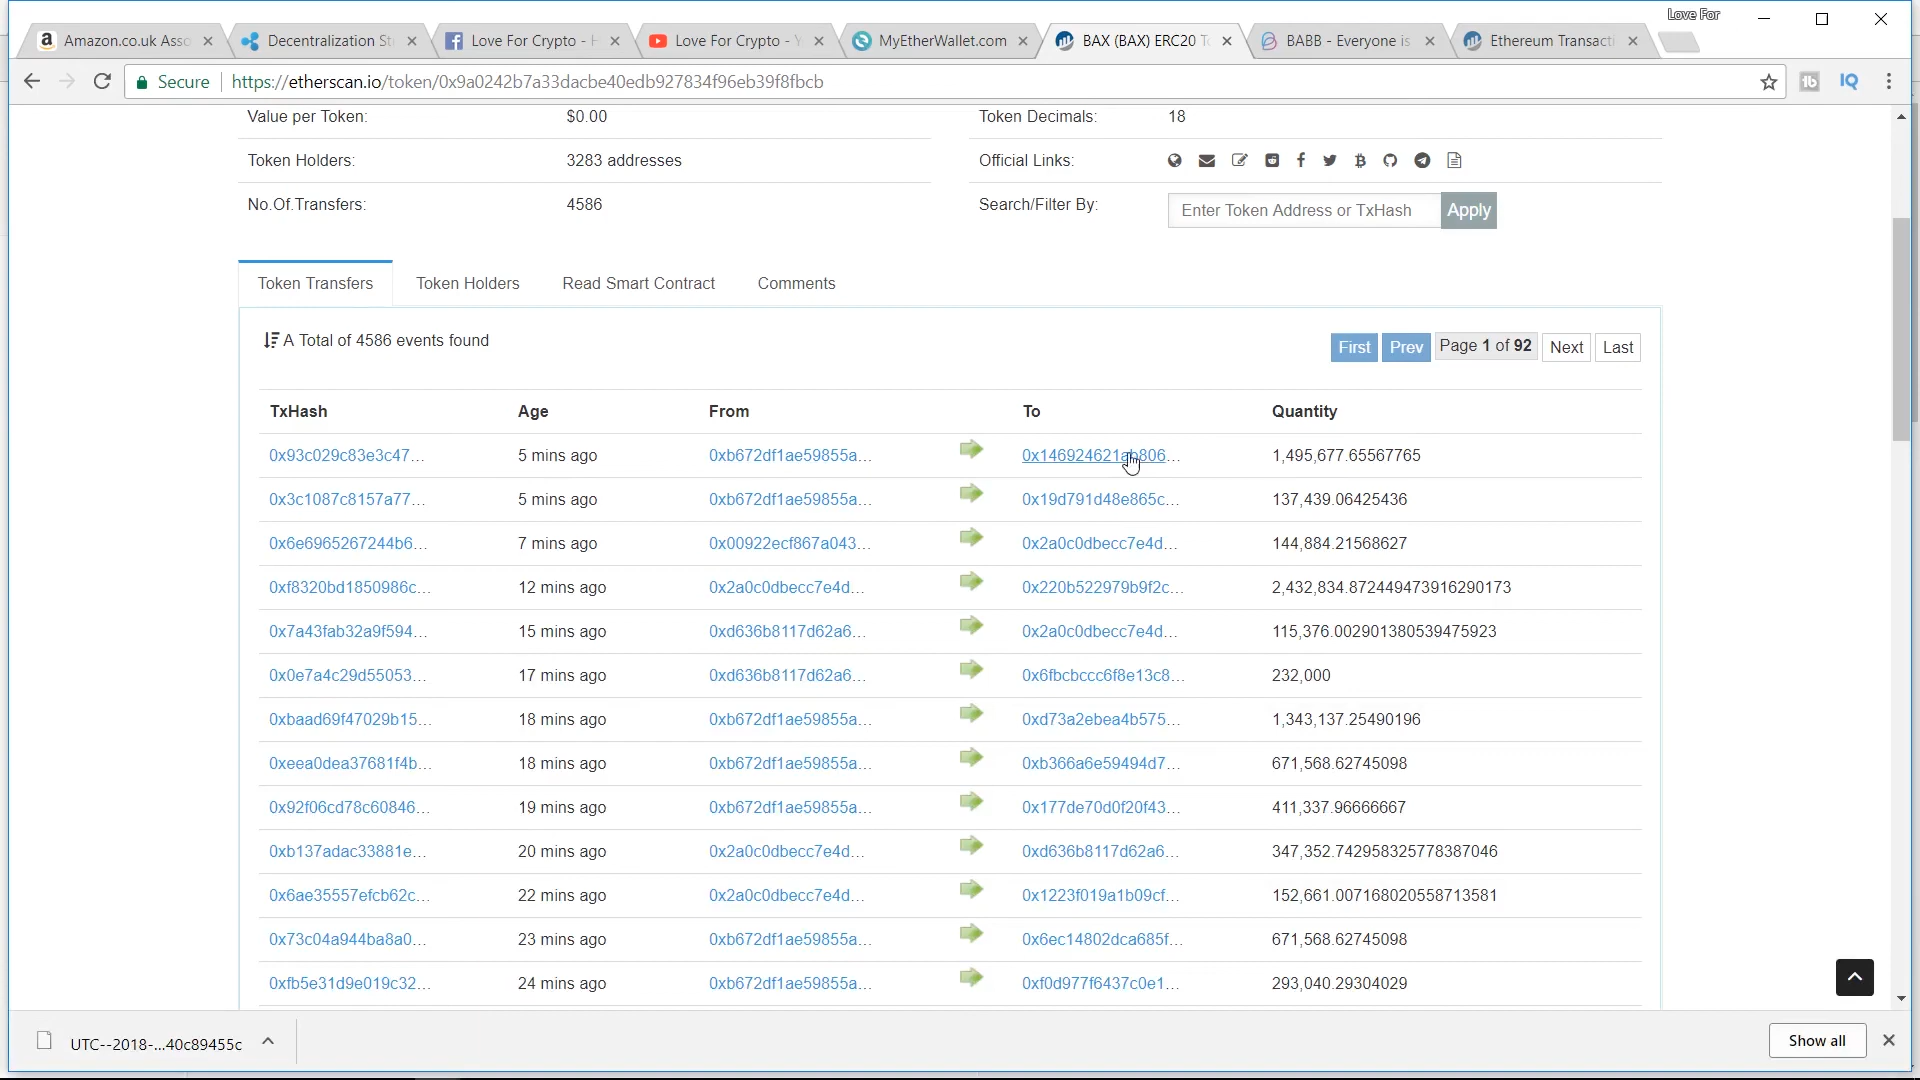 Love For
Amazon.co.uk Asso
Decentralization St
Love For Crypto - H
Love For Crypto - Y
MyEtherWallet.com
BAX (BAX) ERC20 To
BABB - Everyone is
Ethereum Transacti
Secure https://etherscan.io/token/0x9a0242b7a33dacbe40edb927834f96eb39f8fbcb
Value per Token: $0.00 Token Decimals: 18
Token Holders: 3283 addresses Official Links:
No.Of.Transfers: 4586 Search/Filter By: Enter Token Address or TxHash Apply
Token Transfers Token Holders Read Smart Contract Comments
A Total of 4586 events found First Prev Page 1 of 92 Next Last
TxHash Age From To Quantity
0x93c029c83e3c47... 5 mins ago 0xb672df1ae59855a... 0x146924621ab806... 1,495,677.65567765
0x3c1087c8157a77... 5 mins ago 0xb672df1ae59855a... 0x19d791d48e865c... 137,439.06425436
0x6e6965267244b6... 7 mins ago 0x00922ecf867a043... 0x2a0c0dbecc7e4d... 144,884.21568627
0xf8320bd1850986c... 12 mins ago 0x2a0c0dbecc7e4d... 0x220b522979b9f2c... 2,432,834.872449473916290173
0x7a43fab32a9f594... 15 mins ago 0xd636b8117d62a6... 0x2a0c0dbecc7e4d... 115,376.002901380539475923
0x0e7a4c29d55053... 17 mins ago 0xd636b8117d62a6... 0x6fbcbccc6f8e13c8... 232,000
0xbaad69f47029b15... 18 mins ago 0xb672df1ae59855a... 0xd73a2ebea4b575... 1,343,137.25490196
0xeea0dea37681f4b... 18 mins ago 0xb672df1ae59855a... 0xb366a6e59494d7... 671,568.62745098
0x92f06cd78c60846... 19 mins ago 0xb672df1ae59855a... 0x177de70d0f20f43... 411,337.96666667
0xb137adac33881e... 20 mins ago 0x2a0c0dbecc7e4d... 0xd636b8117d62a6... 347,352.742958325778387046
0x6ae35557efcb62c... 22 mins ago 0x2a0c0dbecc7e4d... 0x1223f019a1b09cf... 152,661.007168020558713581
0x73c04a944ba8a0... 23 mins ago 0xb672df1ae59855a... 0x6ec14802dca685f... 671,568.62745098
0xfb5e31d9e019c32... 24 mins ago 0xb672df1ae59855a... 0xf0d977f6437c0e1... 293,040.29304029
UTC--2018-...40c89455c Show all